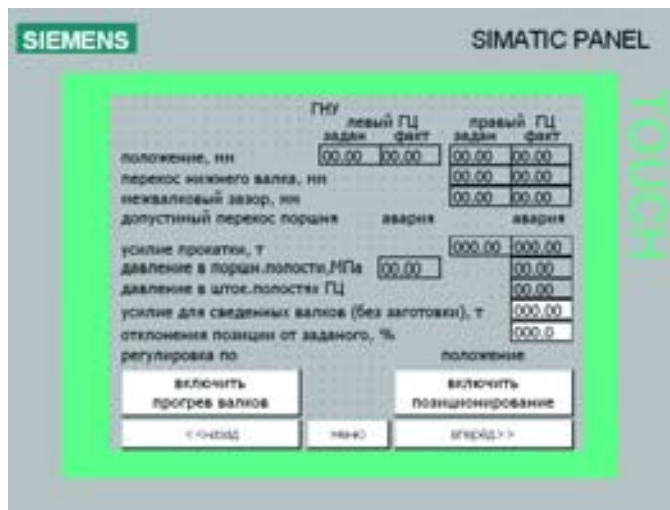 SIEMENS
SIMATIC PANEL
TOUCH
ГНУ
левый ГЦ правый ГЦ
задан факт задан факт
положение, мм 00.00 00.00 00.00 00.00
перекос нижнего валка, мм 00.00 00.00
межвалковый зазор, мм 00.00 00.00
допустимый перекос поршня авария авария
усилие прокатки, т 000.00 000.00
давление в поршн.полости,МПа 00.00 00.00
давление в шток.полостях ГЦ 00.00
усилие для сведенных валков (без заготовки), т 000.00
отклонения позиции от заданого, % 000.0
регулировка по положение
включить включить
прогрев валков позиционирование
<<назад меню вперёд>>